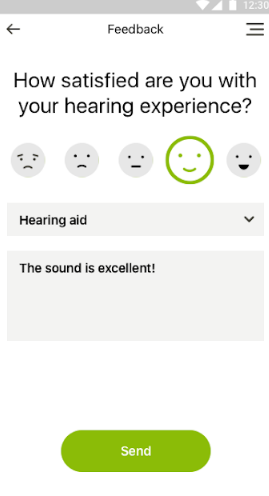 12:30
Feedback
How satisfied are you with
your hearing experience?
Hearing aid
The sound is excellent!
Send